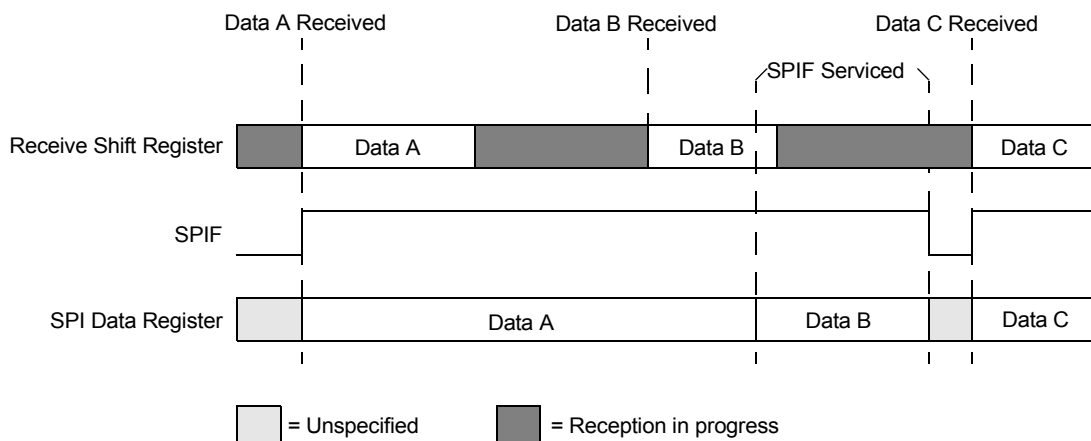 Data A Received
Data B Received
Data C Received
SPIF Serviced
Receive Shift Register
Data A
Data B
Data C
SPIF
SPI Data Register
Data A
Data B
Data C
= Unspecified
= Reception in progress